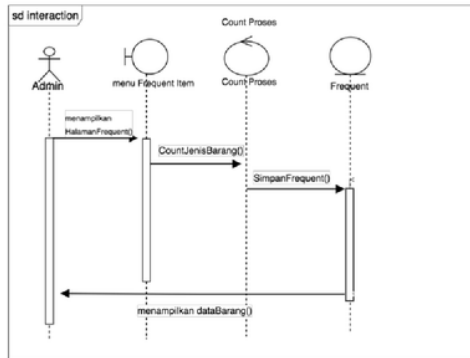 sd interaction
Count Proses
Admin
menu Frequent Item
Count Proses
Frequent
menampilkan
HalamanFrequent()
CountJenisBarang()
SimpanFrequent()
menampilkan dataBarang()